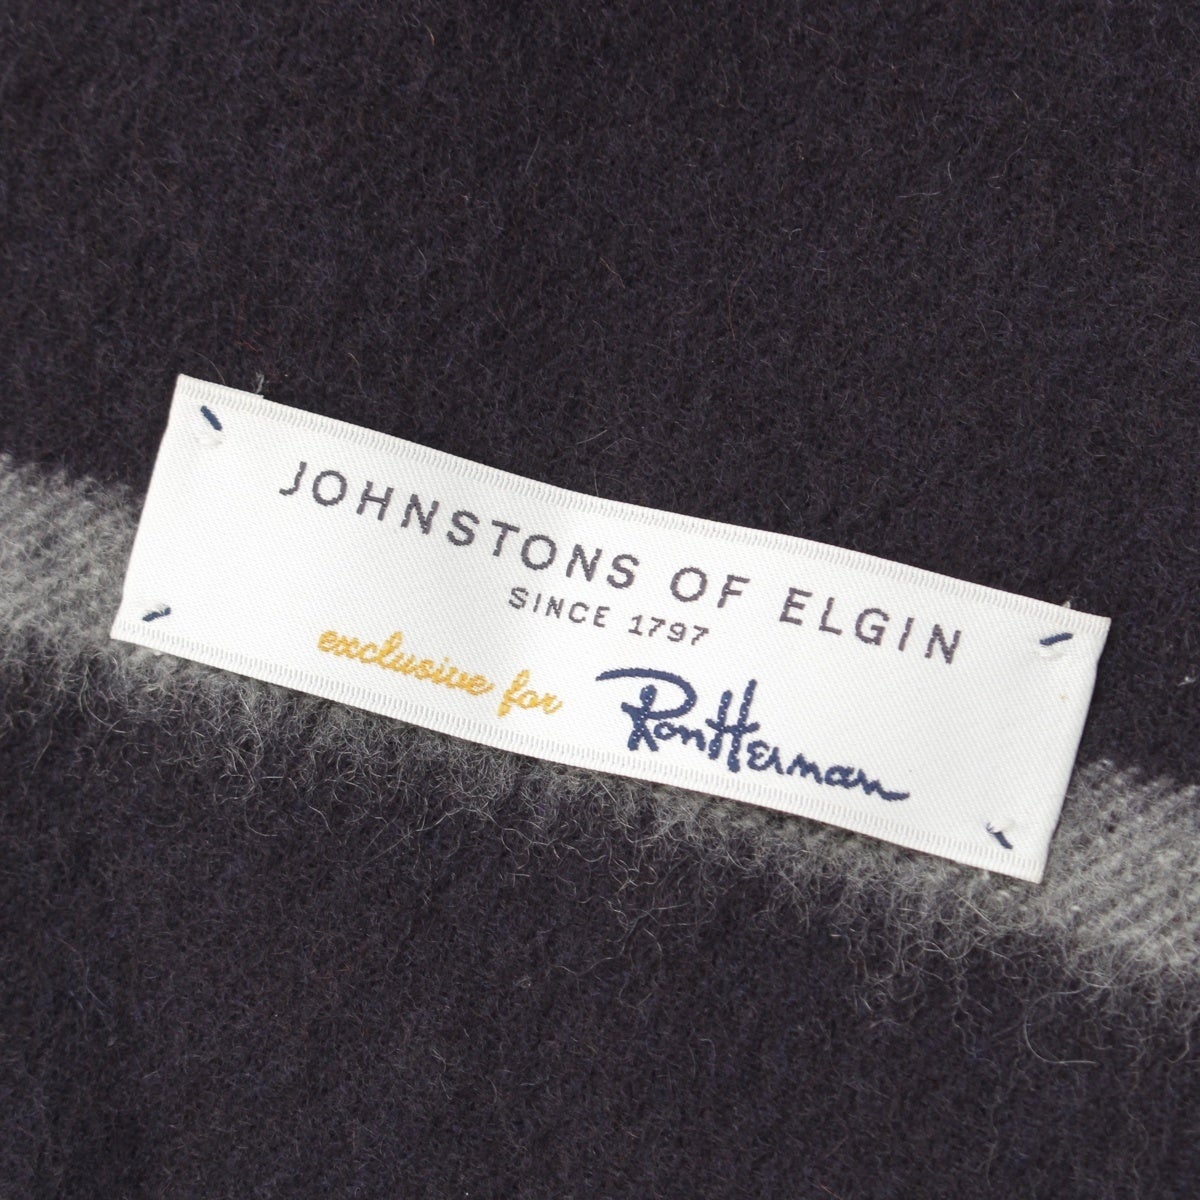 JOHNSTONS OF ELGIN
SINCE 1797
exclusive for RonHerman